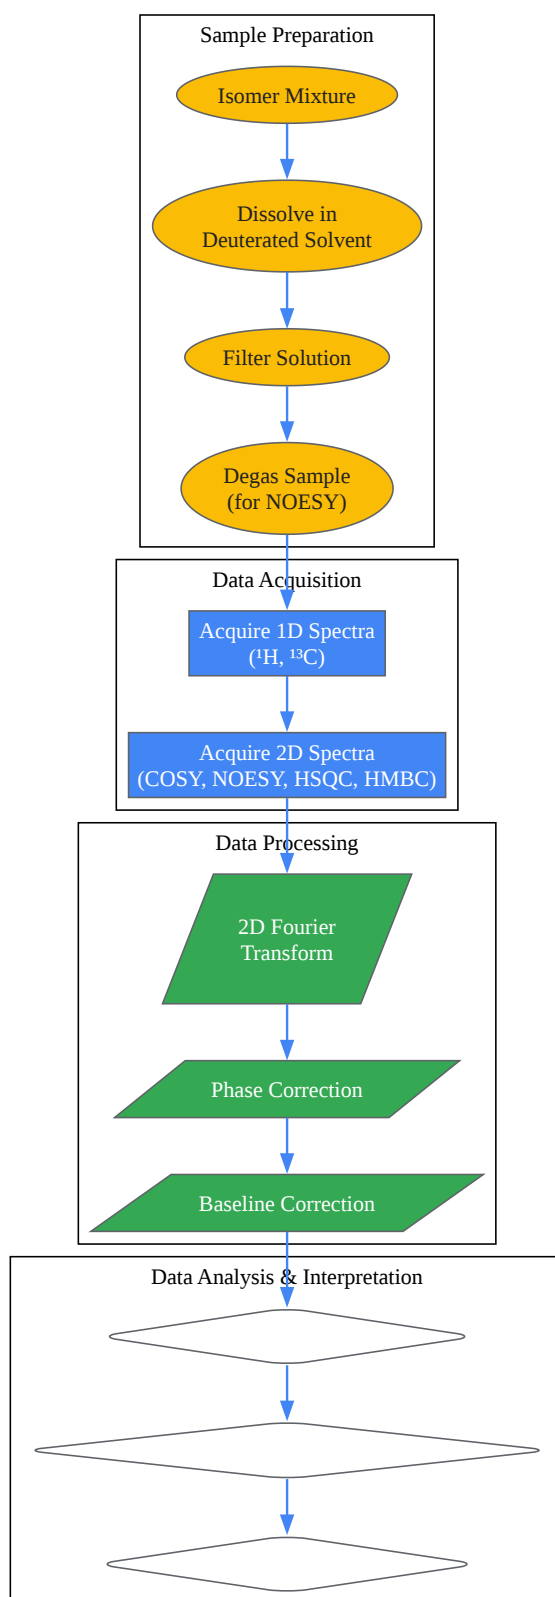 Sample Preparation
Isomer Mixture
Dissolve in
Deuterated Solvent
Filter Solution
Degas Sample
(for NOESY)
Data Acquisition
Acquire 1D Spectra
(¹H, ¹³C)
Acquire 2D Spectra
(COSY, NOESY, HSQC, HMBC)
Data Processing
2D Fourier
Transform
Phase Correction
Baseline Correction
Data Analysis & Interpretation